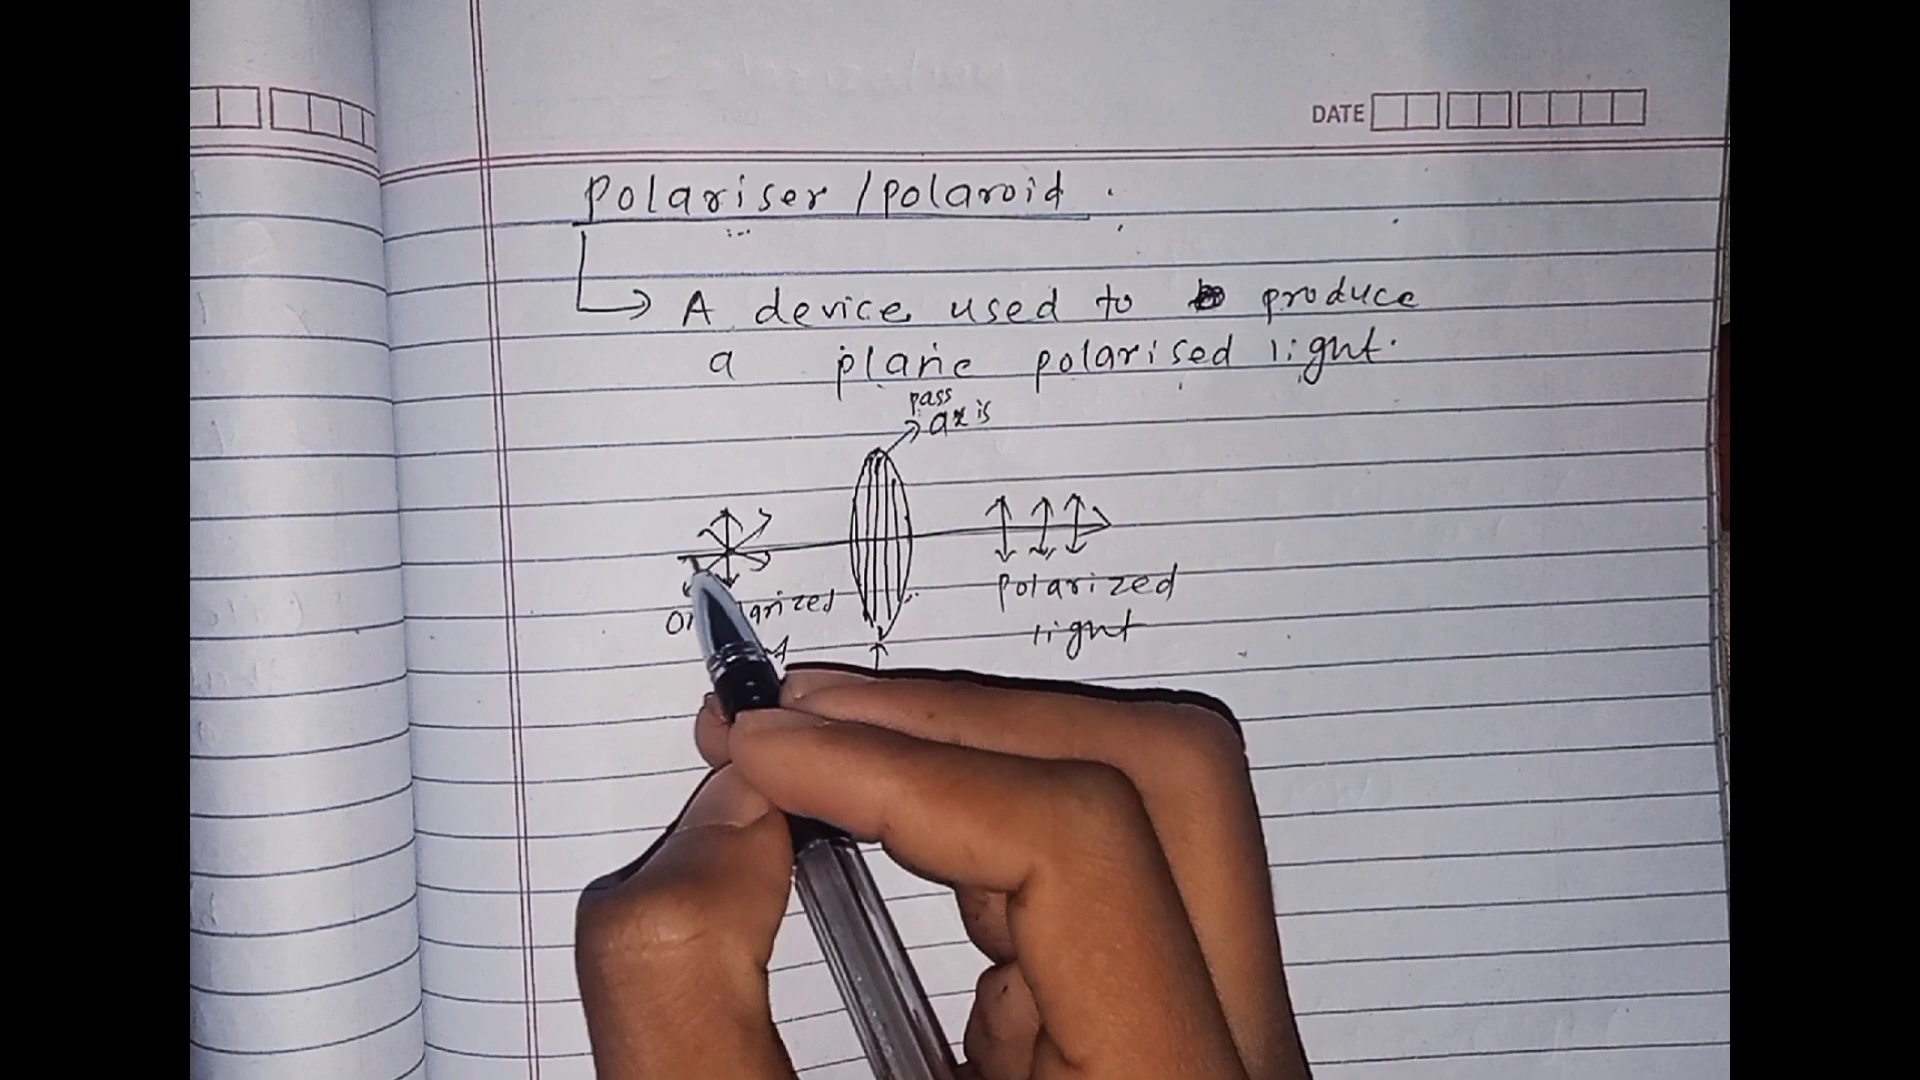 DATE
Polariser / polaroid
A device used to produce
a plane polarised light.
pass
axis
Polarized
light